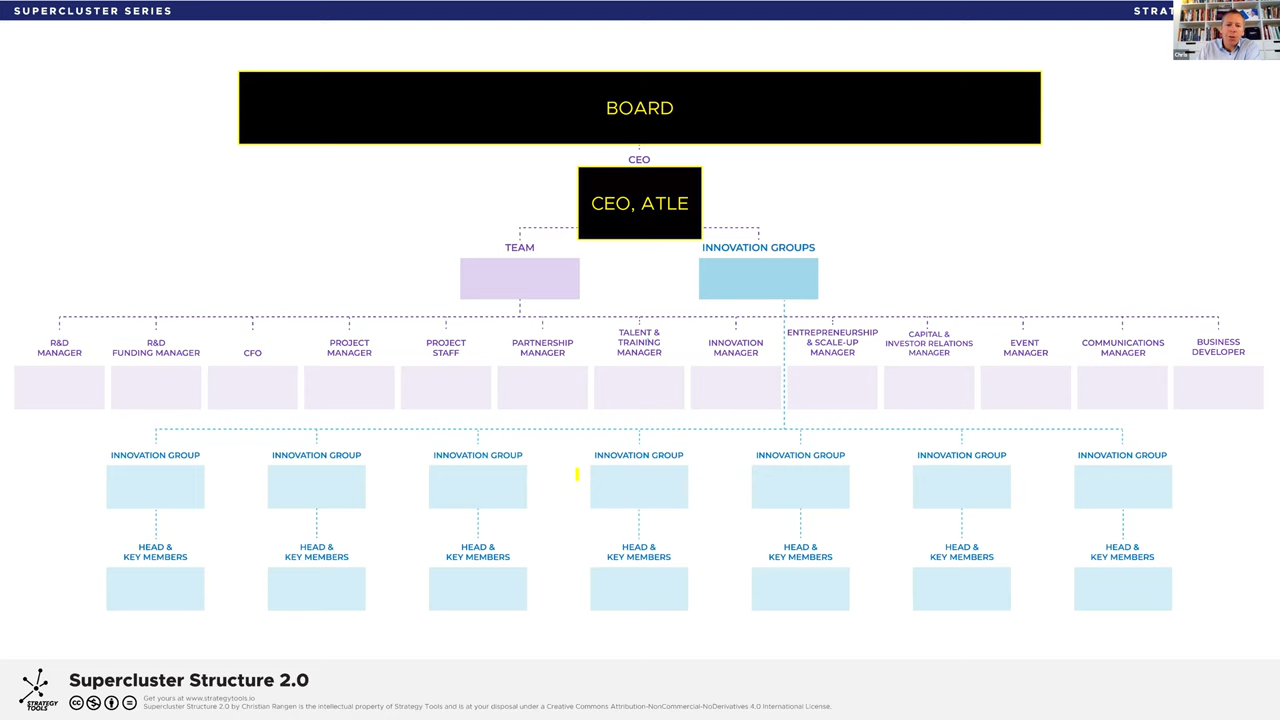 SUPERCLUSTER SERIES
STRAT
Chris
BOARD
CEO
CEO, ATLE
TEAM
INNOVATION GROUPS
R&D
MANAGER
R&D
FUNDING MANAGER
CFO
PROJECT
MANAGER
PROJECT
STAFF
PARTNERSHIP
MANAGER
TALENT &
TRAINING
MANAGER
INNOVATION
MANAGER
ENTREPRENEURSHIP
& SCALE-UP
MANAGER
CAPITAL &
INVESTOR RELATIONS
MANAGER
EVENT
MANAGER
COMMUNICATIONS
MANAGER
BUSINESS
DEVELOPER
INNOVATION GROUP
INNOVATION GROUP
INNOVATION GROUP
INNOVATION GROUP
INNOVATION GROUP
INNOVATION GROUP
INNOVATION GROUP
HEAD &
KEY MEMBERS
HEAD &
KEY MEMBERS
HEAD &
KEY MEMBERS
HEAD &
KEY MEMBERS
HEAD &
KEY MEMBERS
HEAD &
KEY MEMBERS
HEAD &
KEY MEMBERS
STRATEGY
TOOLS
Supercluster Structure 2.0
cc
Get yours at www.strategytools.io
Supercluster Structure 2.0 by Christian Rangen is the intellectual property of Strategy Tools and is at your disposal under a Creative Commons Attribution-NonCommercial-NoDerivatives 4.0 International License.